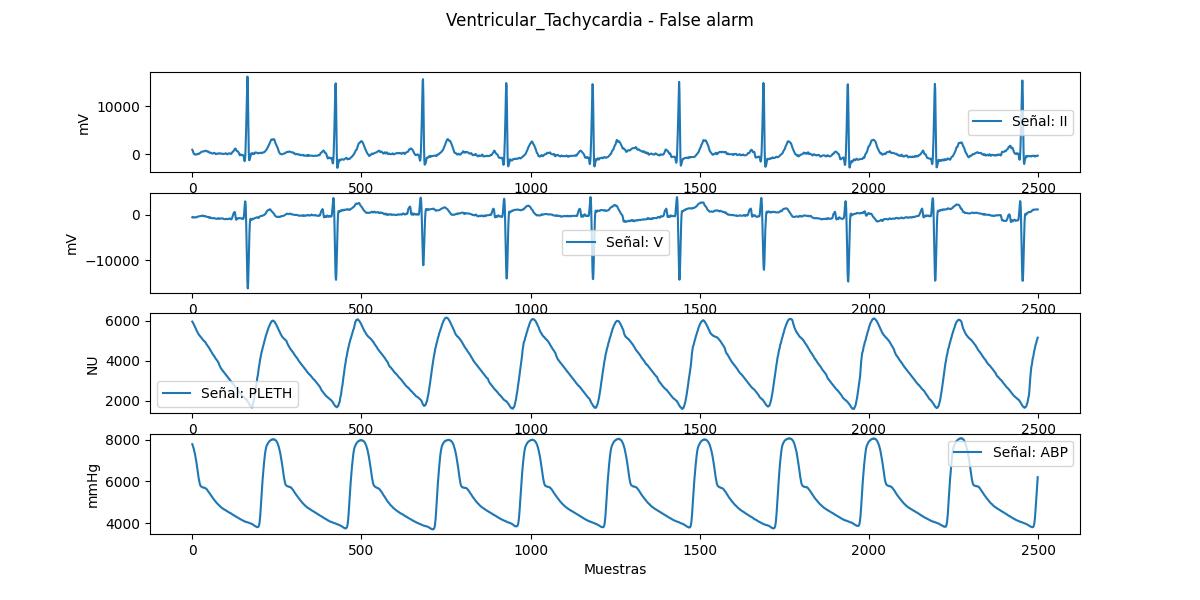 Ventricular_Tachycardia - False alarm
mV
10000
0
Señal: II
0 500 1000 1500 2000 2500
mV
0
−10000
Señal: V
0 500 1000 1500 2000 2500
NU
6000
4000
2000
Señal: PLETH
0 500 1000 1500 2000 2500
mmHg
8000
6000
4000
Señal: ABP
0 500 1000 1500 2000 2500
Muestras